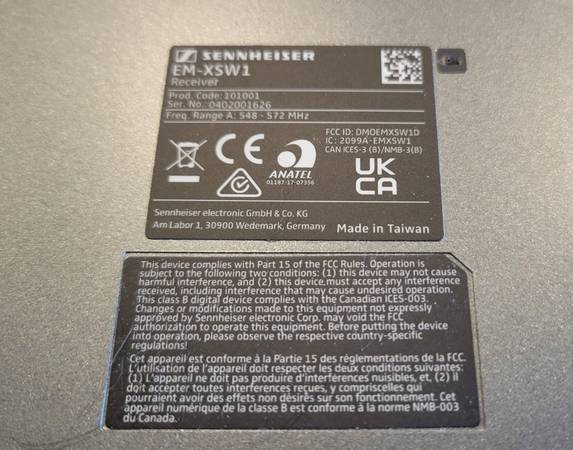 SENNHEISER
EM-XSW1
Receiver
Prod. Code: 101001
Ser. No.: 0402001626
Freq. Range A: 548 - 572 MHz
FCC ID: DMOEMXSW1D
IC: 2099A-EMXSW1
CAN ICES-3 (B)/NMB-3(B)
CE
ANATEL
01187-17-07356
UK
CA
Sennheiser electronic GmbH & Co. KG
Am Labor 1, 30900 Wedemark, Germany
Made in Taiwan
This device complies with Part 15 of the FCC Rules. Operation is
subject to the following two conditions: (1) this device may not cause
harmful interference, and (2) this device must accept any interference
received, including interference that may cause undesired operation.
This class B digital device complies with the Canadian ICES-003.
Changes or modifications made to this equipment not expressly
approved by Sennheiser electronic Corp. may void the FCC
authorization to operate this equipment. Before putting the device
into operation, please observe the respective country-specific
regulations!
Cet appareil est conforme à la Partie 15 des réglementations de la FCC.
L'utilisation de l'appareil doit respecter les deux conditions suivantes:
(1) L'appareil ne doit pas produire d'interférences nuisibles, et, (2) il
doit accepter toutes interférences reçues, y compriscelles qui
pourraient avoir des effets non désirés sur son fonctionnement. Cet
appareil numérique de la classe B est conforme à la norme NMB-003
du Canada.